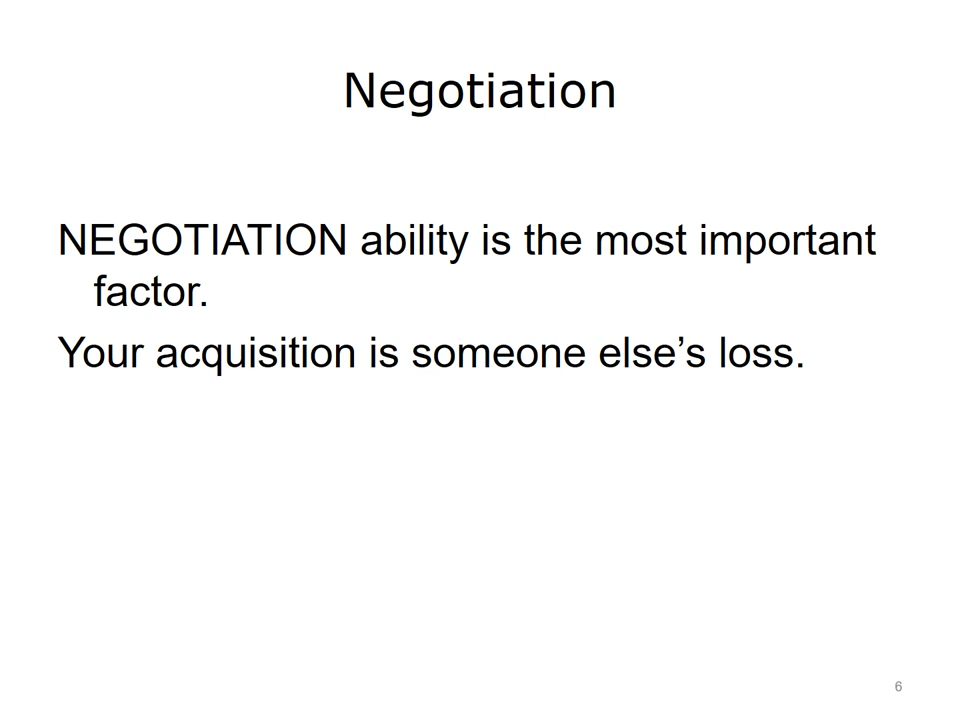 Negotiation
NEGOTIATION ability is the most important
factor.
Your acquisition is someone else’s loss.
6